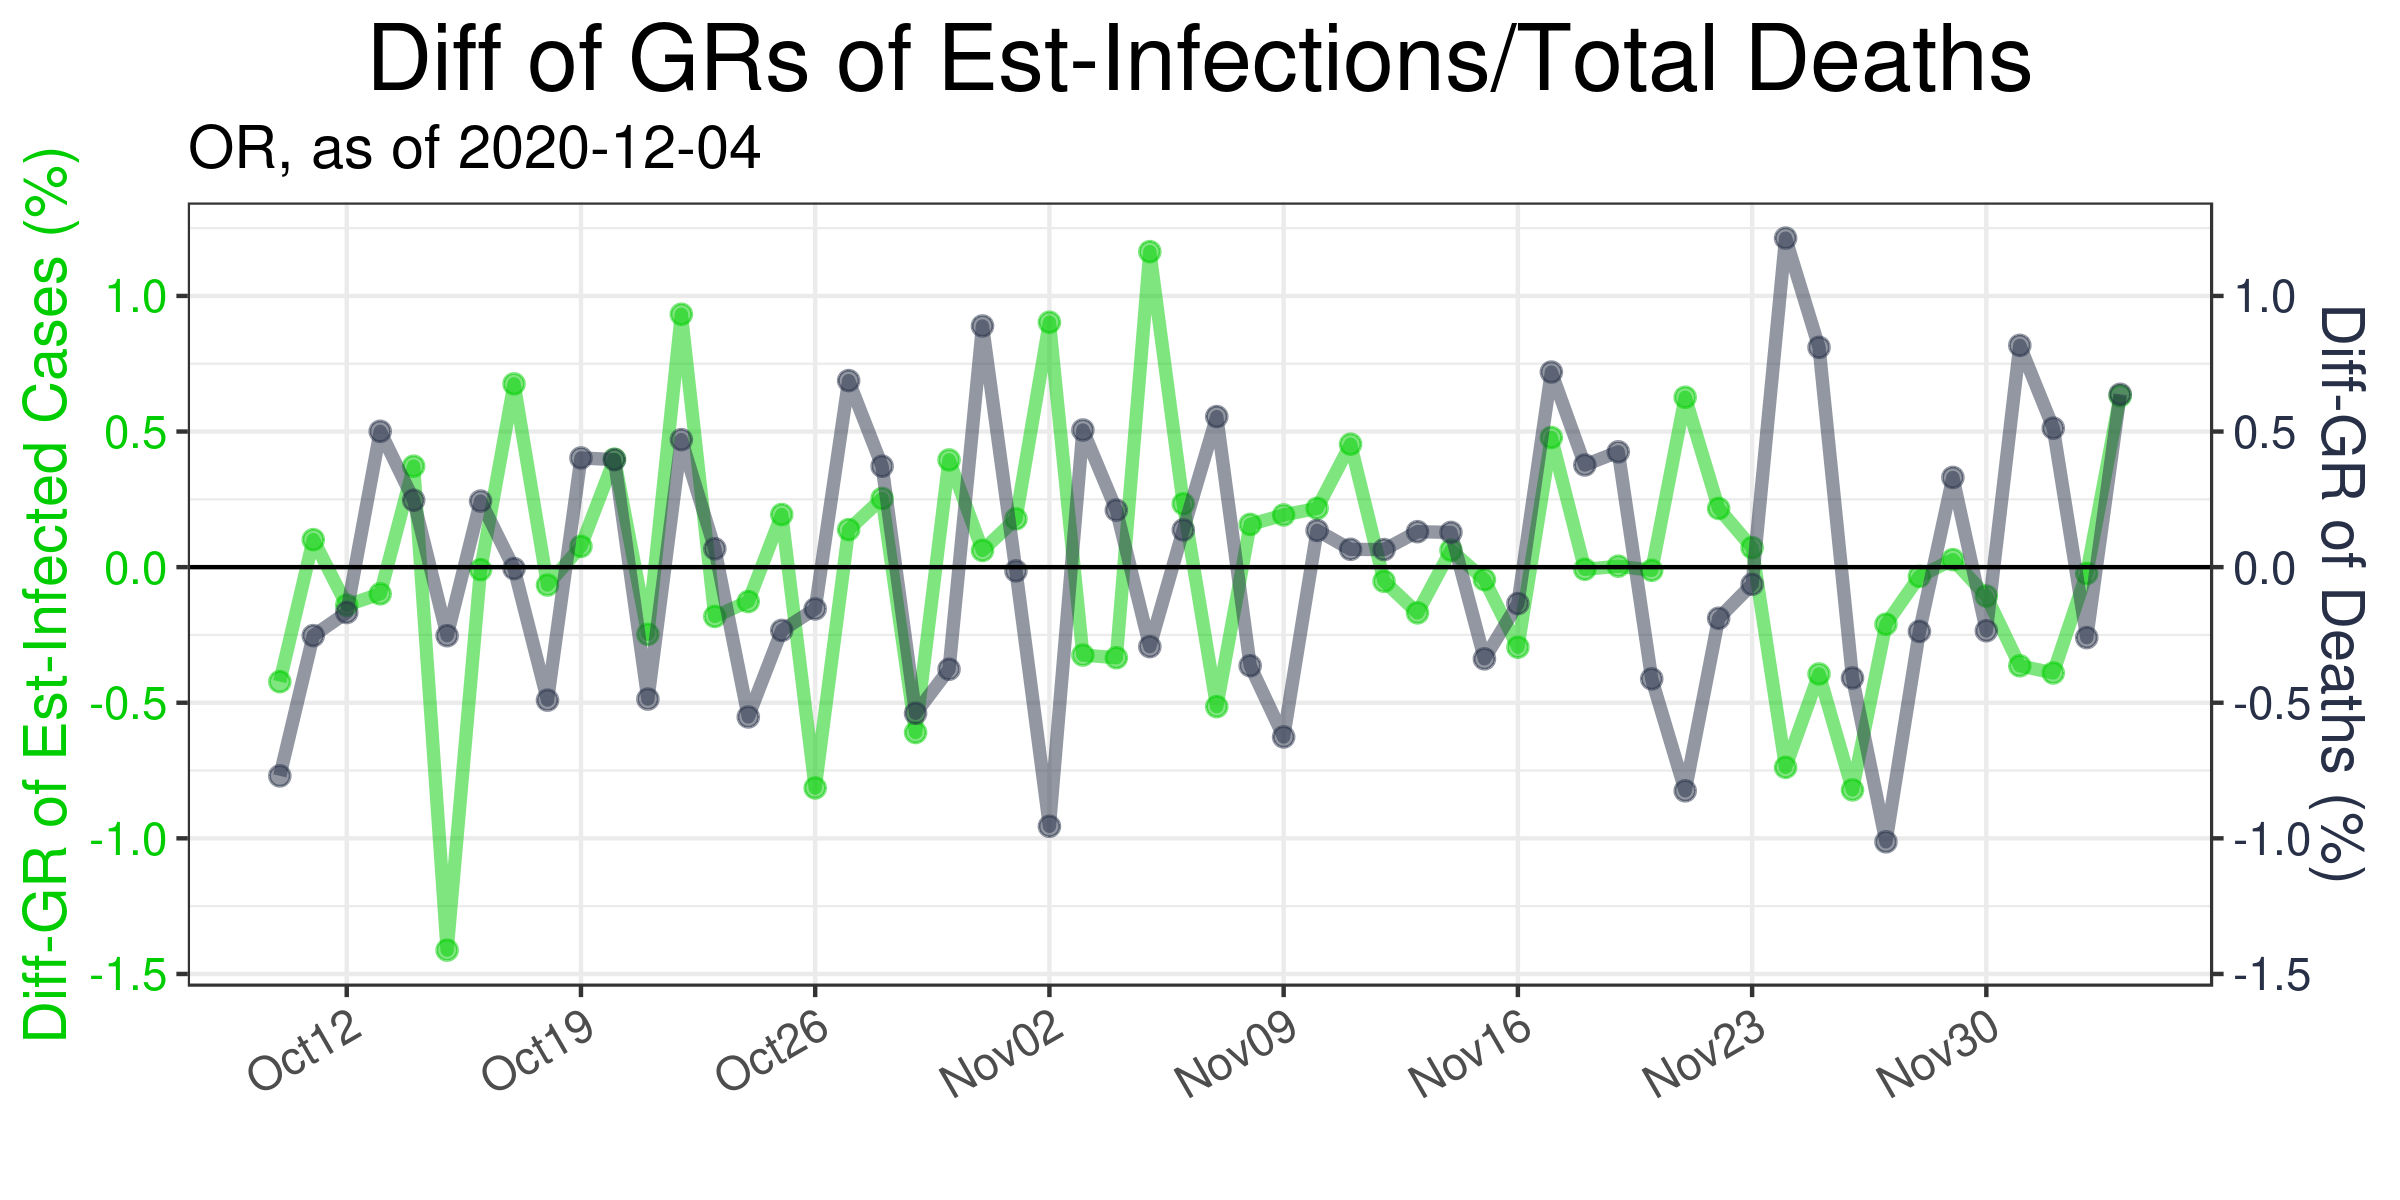 Diff of GRs of Est-Infections/Total Deaths
OR, as of 2020-12-04
Diff-GR of Est-Infected Cases (%)
1.0
0.5
0.0
-0.5
-1.0
-1.5
1.0
0.5
0.0
-0.5
-1.0
-1.5
Diff-GR of Deaths (%)
Oct12
Oct19
Oct26
Nov02
Nov09
Nov16
Nov23
Nov30